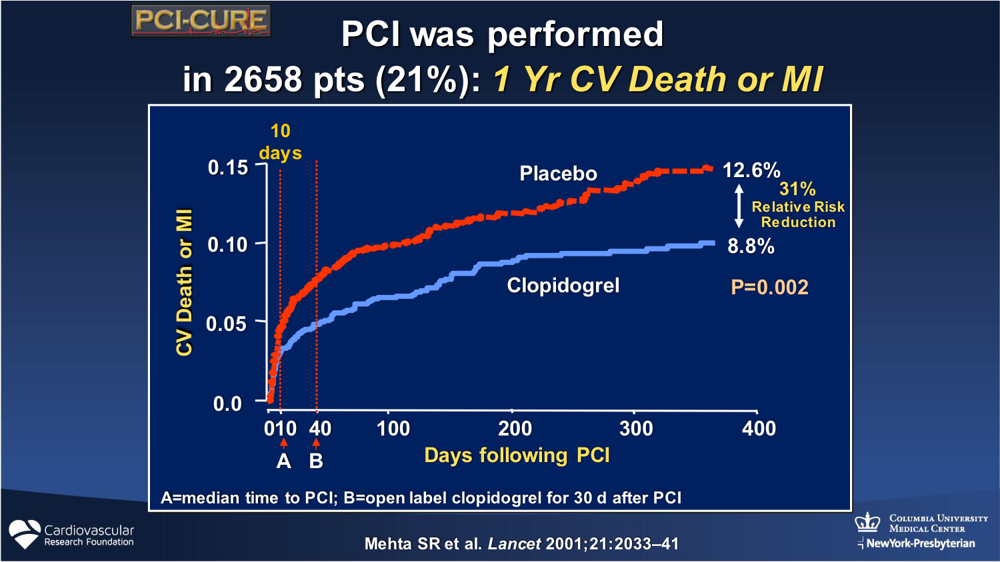 PCI-CURE
PCI was performed
in 2658 pts (21%): 1 Yr CV Death or MI
10
days
0.15
0.10
0.05
0.0
CV Death or MI
Placebo
12.6%
31%
Relative Risk
Reduction
8.8%
Clopidogrel
P=0.002
0 10 40 100 200 300 400
A B
Days following PCI
A=median time to PCI; B=open label clopidogrel for 30 d after PCI
Cardiovascular
Research Foundation
Mehta SR et al. Lancet 2001;21:2033–41
Columbia University
Medical Center
NewYork-Presbyterian